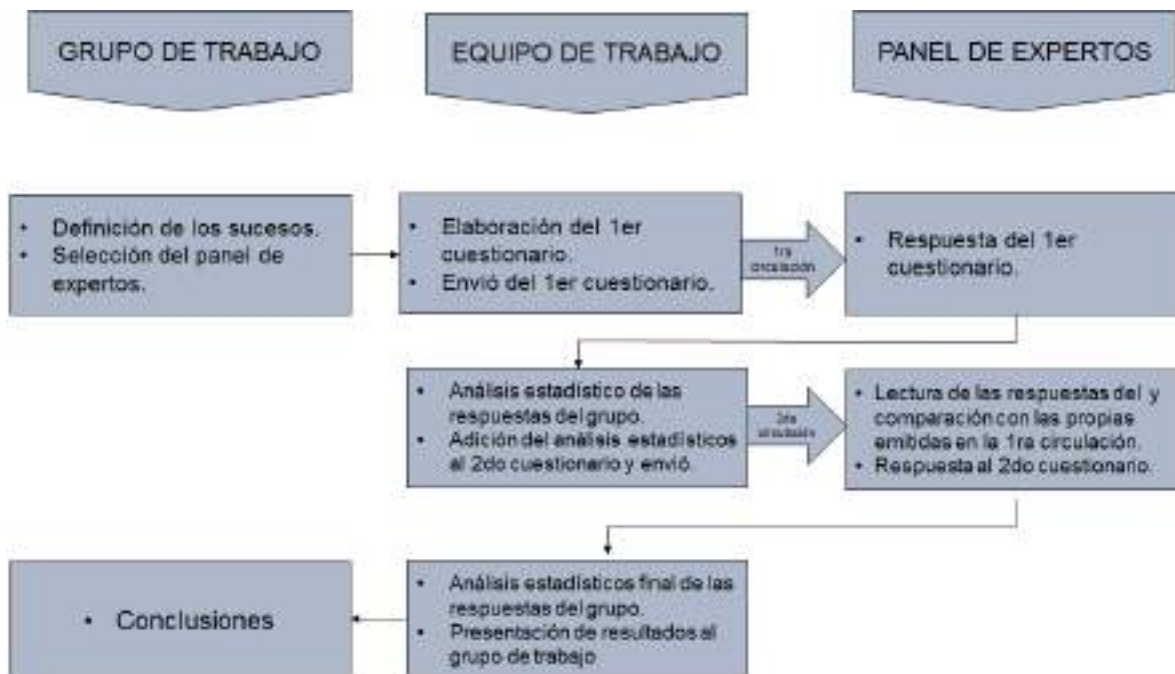 GRUPO DE TRABAJO
EQUIPO DE TRABAJO
PANEL DE EXPERTOS
• Definición de los sucesos.
• Selección del panel de
expertos.
• Elaboración del 1er
cuestionario.
• Envió del 1er cuestionario.
1ra
circulación
• Respuesta del 1er
cuestionario.
• Análisis estadístico de las
respuestas del grupo.
• Adición del análisis estadísticos
al 2do cuestionario y envió.
2da
circulación
• Lectura de las respuestas del y
comparación con las propias
emitidas en la 1ra circulación.
• Respuesta al 2do cuestionario.
• Análisis estadísticos final de las
respuestas del grupo.
• Presentación de resultados al
grupo de trabajo
• Conclusiones